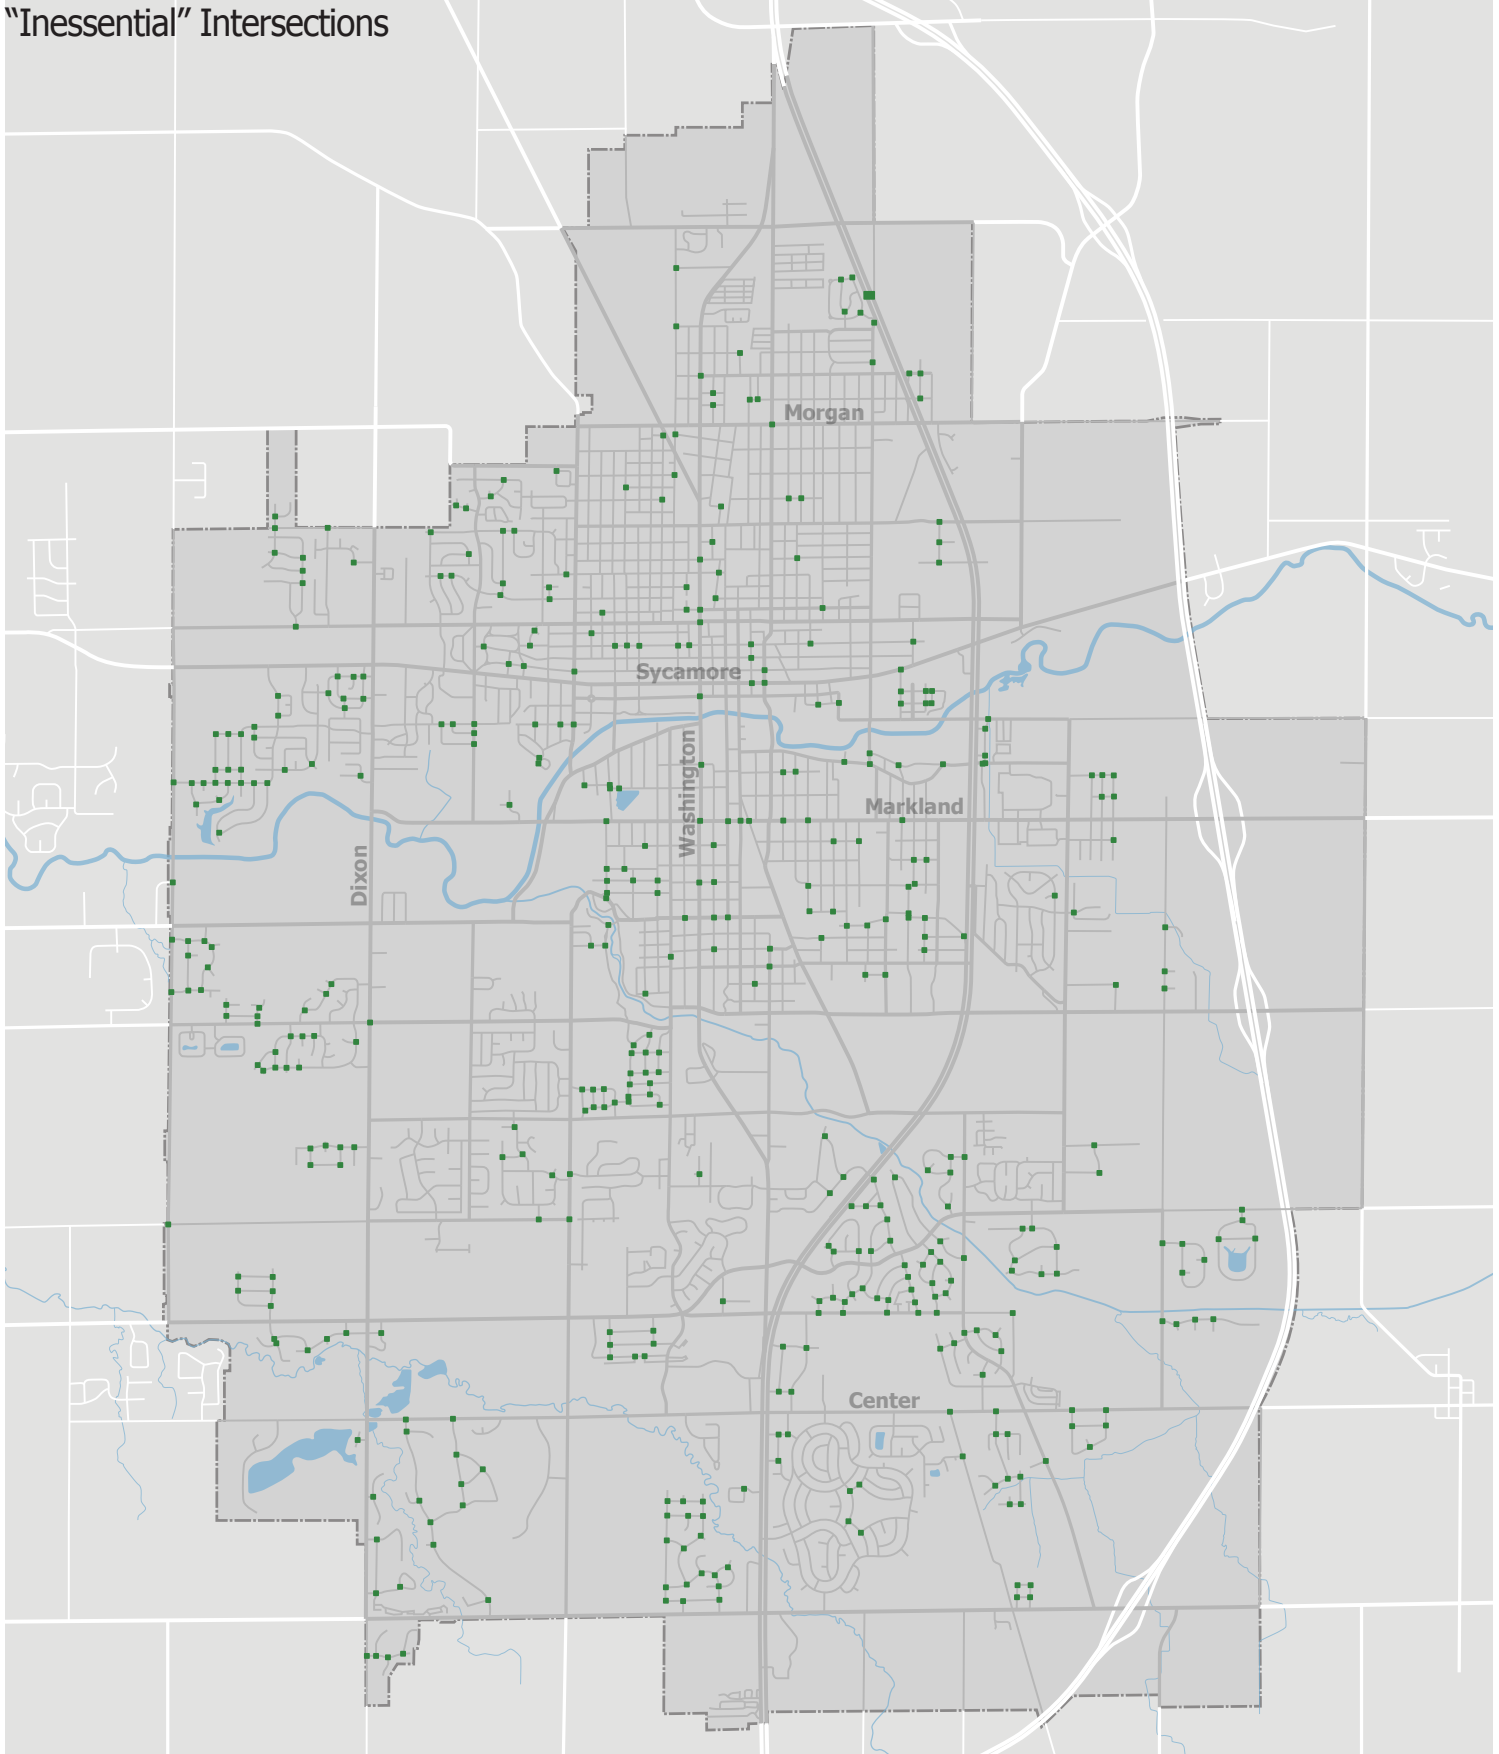 “Inessential” Intersections
Morgan
Sycamore
Washington
Markland
Dixon
Center